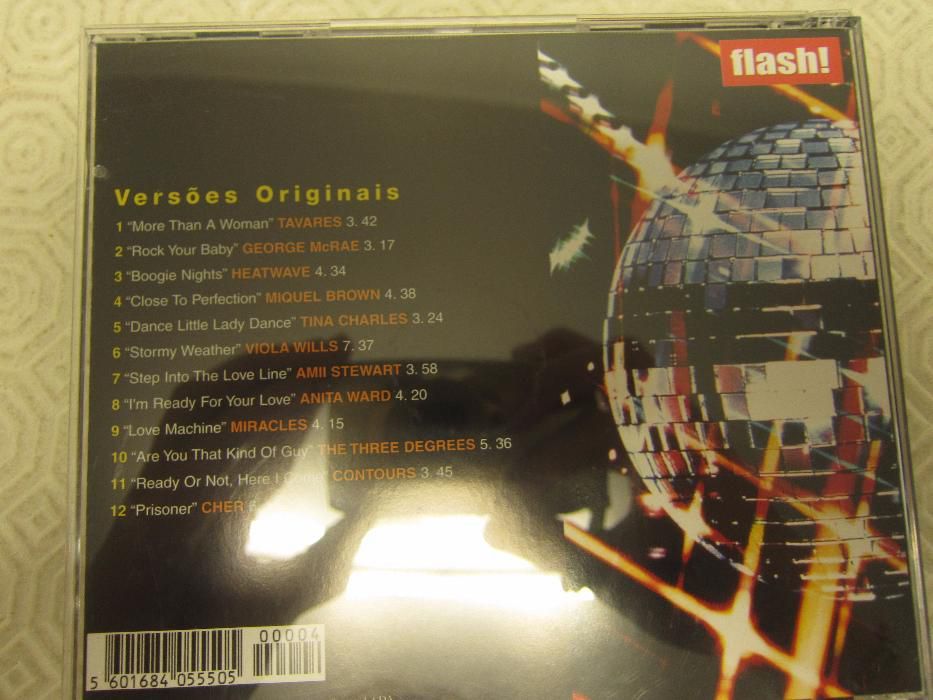 flash!
Versões Originais
1 "More Than A Woman" TAVARES 3. 42
2 "Rock Your Baby" GEORGE McRAE 3. 17
3 "Boogie Nights" HEATWAVE 4. 34
4 "Close To Perfection" MIQUEL BROWN 4. 38
5 "Dance Little Lady Dance" TINA CHARLES 3. 24
6 "Stormy Weather" VIOLA WILLS 7. 37
7 "Step Into The Love Line" AMII STEWART 3. 58
8 "I'm Ready For Your Love" ANITA WARD 4. 20
9 "Love Machine" MIRACLES 4. 15
10 "Are You That Kind Of Guy" THE THREE DEGREES 5. 36
11 "Ready Or Not, Here I Come" CONTOURS 3. 45
12 "Prisoner" CHER
00004
5 601684 055505